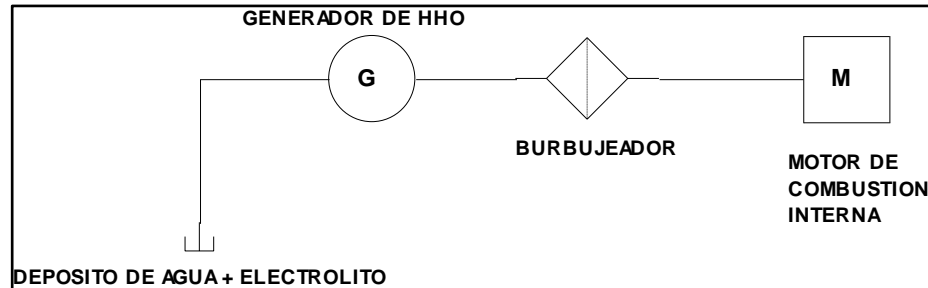 GENERADOR DE HHO
G
M
BURBUJEADOR
MOTOR DE
COMBUSTION
INTERNA
DEPOSITO DE AGUA + ELECTROLITO